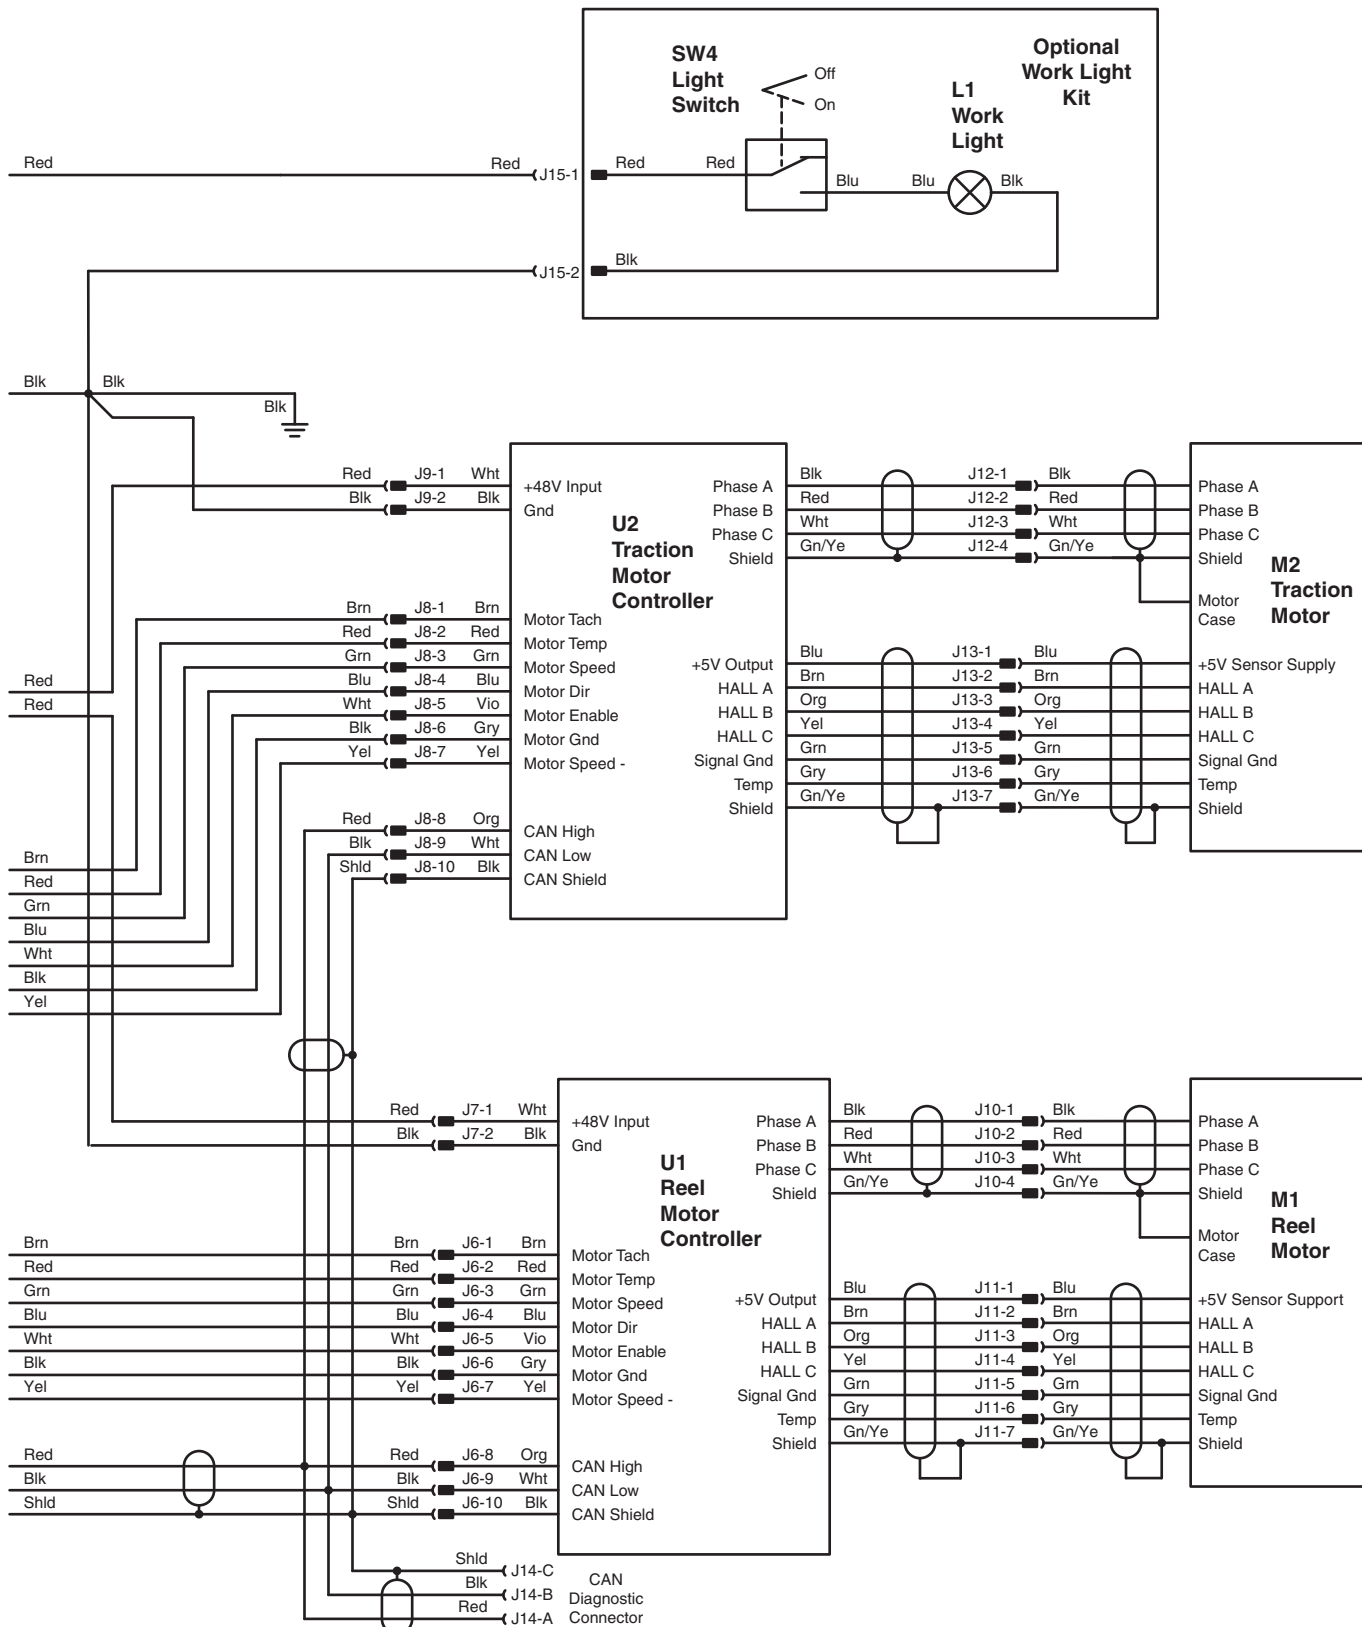 SW4
Light
Switch
Off
On
L1
Work
Light
Optional
Work Light
Kit
Red Red J15-1 Red Red
Blu Blu Blk
J15-2 Blk
Blk Blk
Blk
U2
Traction
Motor
Controller
Red J9-1 Wht +48V Input
Blk J9-2 Blk Gnd
Brn J8-1 Brn Motor Tach
Red J8-2 Red Motor Temp
Grn J8-3 Grn Motor Speed
Blu J8-4 Blu Motor Dir
Wht J8-5 Vio Motor Enable
Blk J8-6 Gry Motor Gnd
Yel J8-7 Yel Motor Speed -
Red J8-8 Org CAN High
Blk J8-9 Wht CAN Low
Shld J8-10 Blk CAN Shield
Phase A Blk J12-1 Blk Phase A
Phase B Red J12-2 Red Phase B
Phase C Wht J12-3 Wht Phase C
Shield Gn/Ye J12-4 Gn/Ye Shield
Motor
Case
M2
Traction
Motor
+5V Output Blu J13-1 Blu +5V Sensor Supply
HALL A Brn J13-2 Brn HALL A
HALL B Org J13-3 Org HALL B
HALL C Yel J13-4 Yel HALL C
Signal Gnd Grn J13-5 Grn Signal Gnd
Temp Gry J13-6 Gry Temp
Shield Gn/Ye J13-7 Gn/Ye Shield
Red
Red
Brn
Red
Grn
Blu
Wht
Blk
Yel
U1
Reel
Motor
Controller
Red J7-1 Wht +48V Input
Blk J7-2 Blk Gnd
Brn Brn J6-1 Brn Motor Tach
Red Red J6-2 Red Motor Temp
Grn Grn J6-3 Grn Motor Speed
Blu Blu J6-4 Blu Motor Dir
Wht Wht J6-5 Vio Motor Enable
Blk Blk J6-6 Gry Motor Gnd
Yel Yel J6-7 Yel Motor Speed -
Red Red J6-8 Org CAN High
Blk Blk J6-9 Wht CAN Low
Shld Shld J6-10 Blk CAN Shield
Phase A Blk J10-1 Blk Phase A
Phase B Red J10-2 Red Phase B
Phase C Wht J10-3 Wht Phase C
Shield Gn/Ye J10-4 Gn/Ye Shield
Motor
Case
M1
Reel
Motor
+5V Output Blu J11-1 Blu +5V Sensor Support
HALL A Brn J11-2 Brn HALL A
HALL B Org J11-3 Org HALL B
HALL C Yel J11-4 Yel HALL C
Signal Gnd Grn J11-5 Grn Signal Gnd
Temp Gry J11-6 Gry Temp
Shield Gn/Ye J11-7 Gn/Ye Shield
Shld J14-C
Blk J14-B
Red J14-A
CAN
Diagnostic
Connector